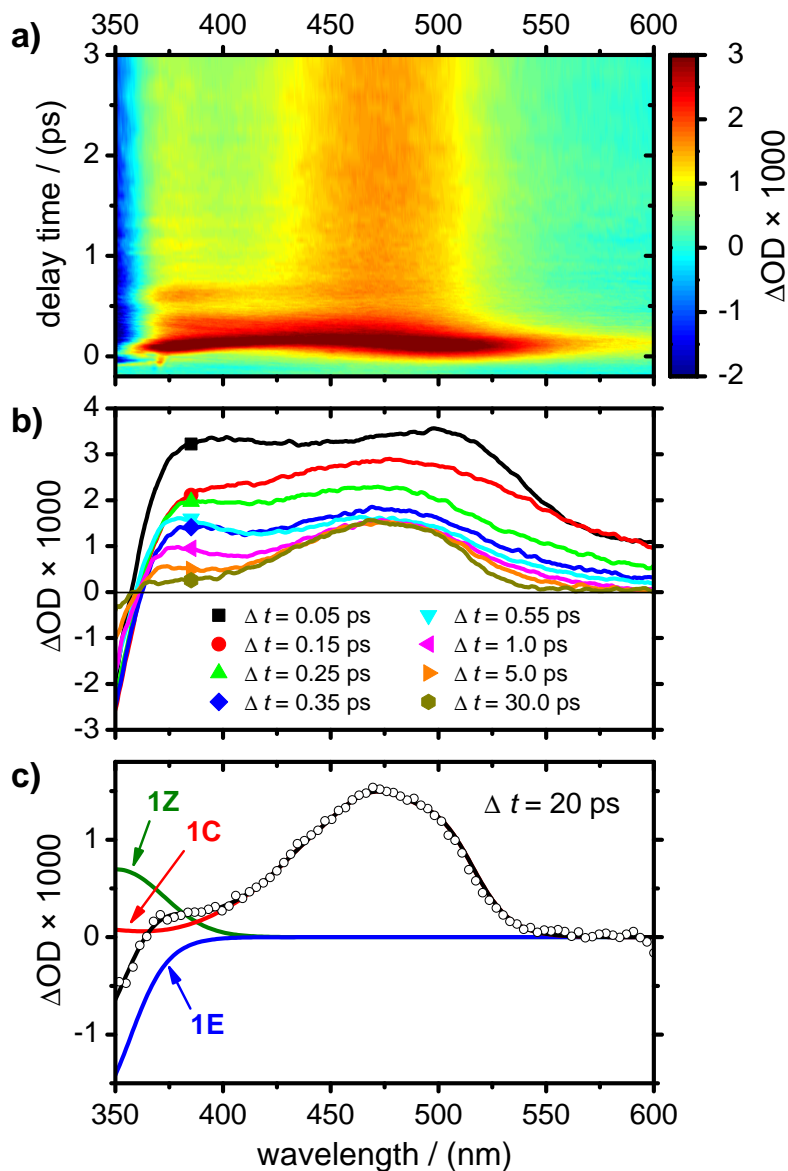 a)
350 400 450 500 550 600
3
2
1
0
delay time / (ps)
3
2
1
0
-1
-2
ΔOD × 1000
b)
4
3
2
1
0
-1
-2
-3
ΔOD × 1000
Δ t = 0.05 ps Δ t = 0.55 ps
Δ t = 0.15 ps Δ t = 1.0 ps
Δ t = 0.25 ps Δ t = 5.0 ps
Δ t = 0.35 ps Δ t = 30.0 ps
c)
1Z
1C
Δ t = 20 ps
1
0
-1
ΔOD × 1000
1E
350 400 450 500 550 600
wavelength / (nm)